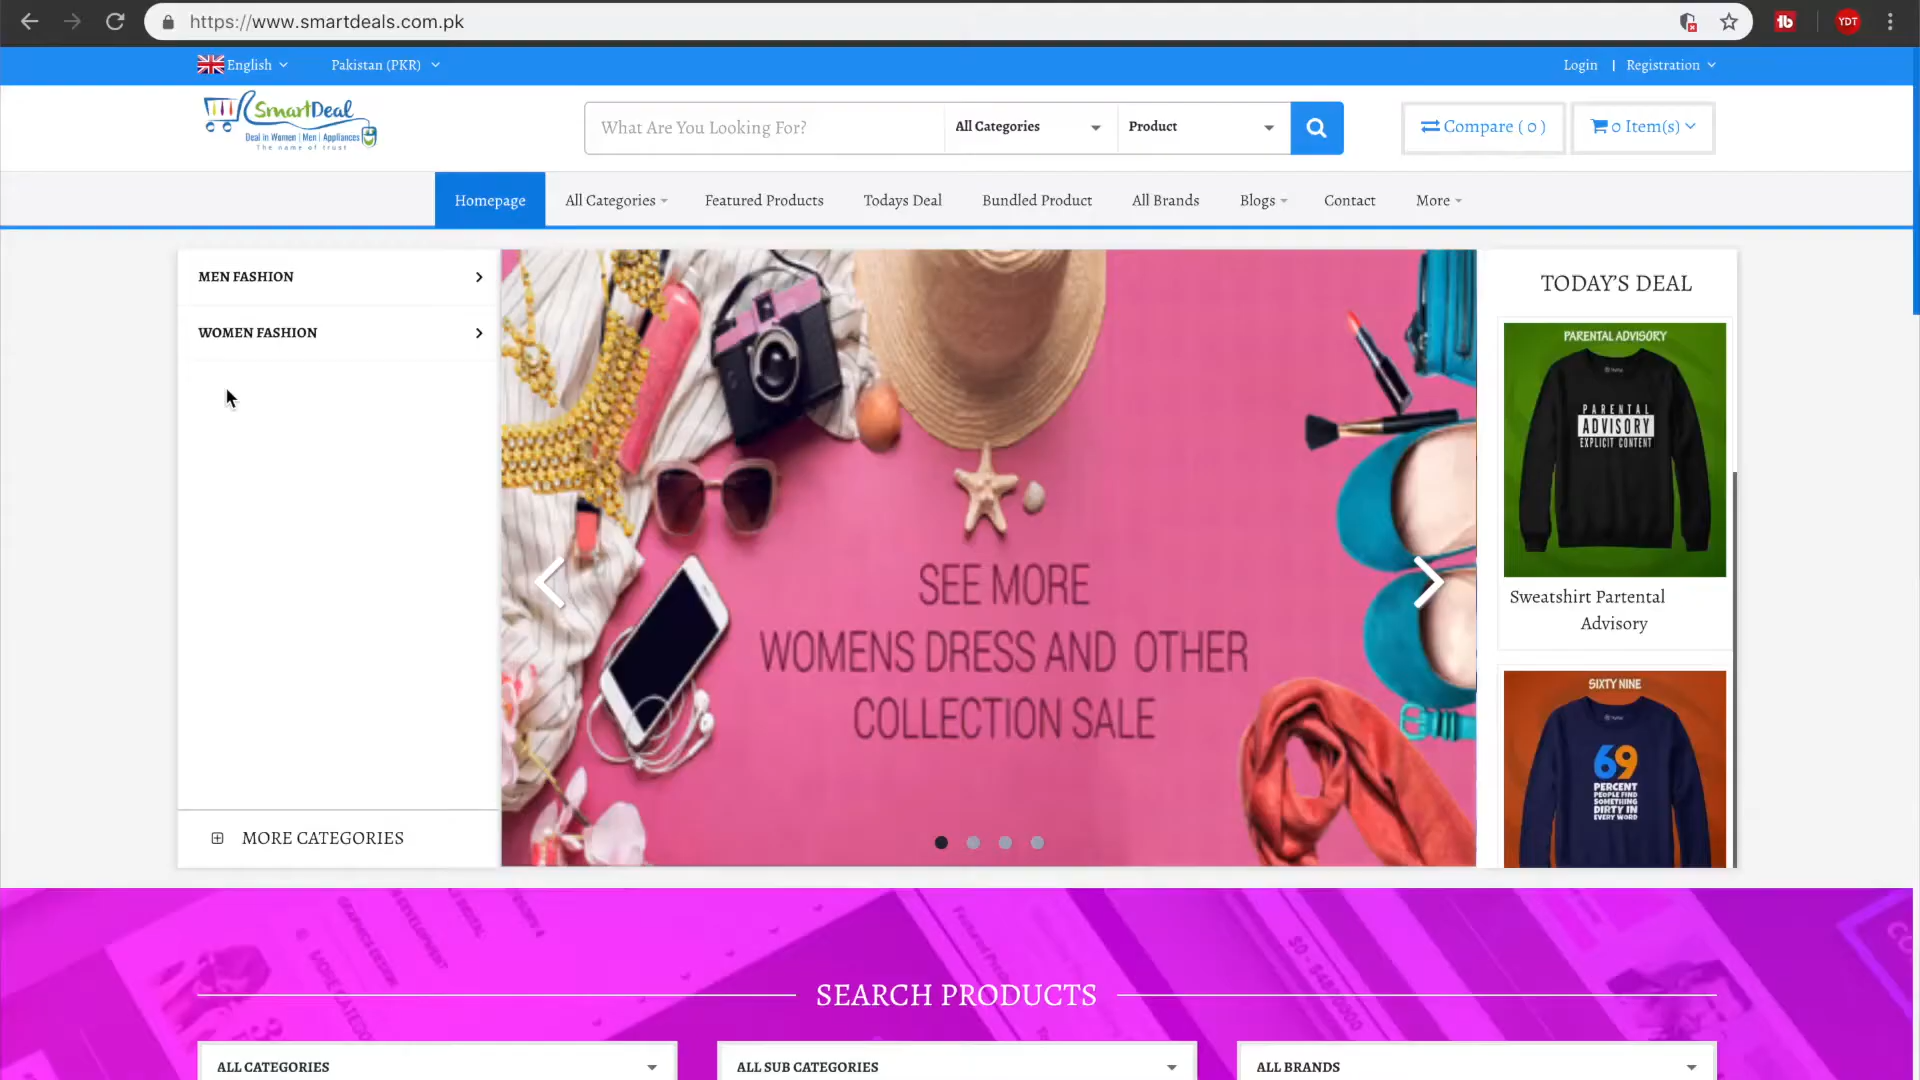 https://www.smartdeals.com.pk
YDT
English
Pakistan (PKR)
Login | Registration
SmartDeal
Deal in Women | Men | Appliances
The name of trust
What Are You Looking For?
All Categories
Product
Compare ( 0 )
0 Item(s)
Homepage
All Categories
Featured Products
Todays Deal
Bundled Product
All Brands
Blogs
Contact
More
MEN FASHION
WOMEN FASHION
MORE CATEGORIES
SEE MORE
WOMENS DRESS AND OTHER
COLLECTION SALE
TODAY'S DEAL
PARENTAL ADVISORY
PARENTAL
ADVISORY
EXPLICIT CONTENT
Sweatshirt Partental
Advisory
SIXTY NINE
69
PERCENT
PEOPLE FIND
SOMETHING
DIRTY IN
EVERY WORD
SEARCH PRODUCTS
ALL CATEGORIES
ALL SUB CATEGORIES
ALL BRANDS